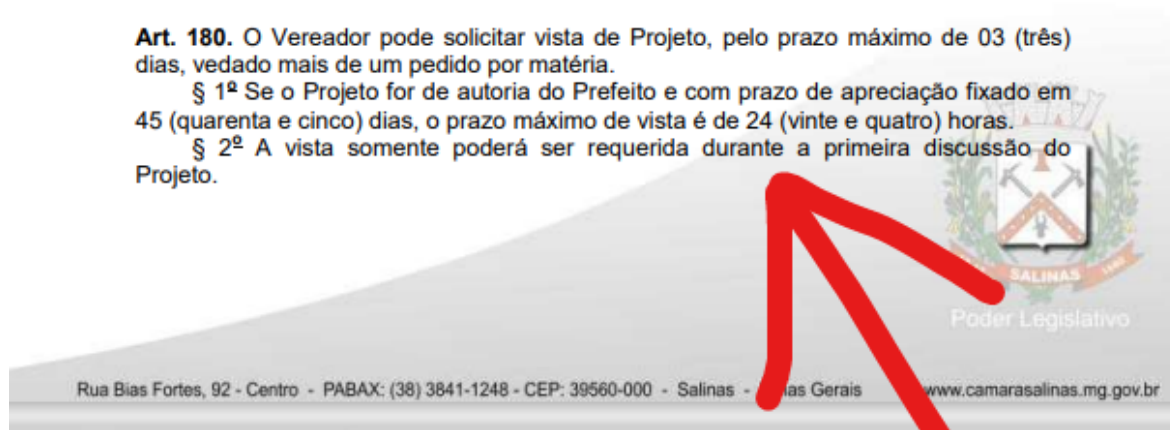 Art. 180. O Vereador pode solicitar vista de Projeto, pelo prazo máximo de 03 (três)
dias, vedado mais de um pedido por matéria.
§ 1º Se o Projeto for de autoria do Prefeito e com prazo de apreciação fixado em
45 (quarenta e cinco) dias, o prazo máximo de vista é de 24 (vinte e quatro) horas.
§ 2º A vista somente poderá ser requerida durante a primeira discussão do
Projeto.
SALINAS
Poder Legislativo
Rua Bias Fortes, 92 - Centro - PABAX: (38) 3841-1248 - CEP: 39560-000 - Salinas - Gerais www.camarasalinas.mg.gov.br